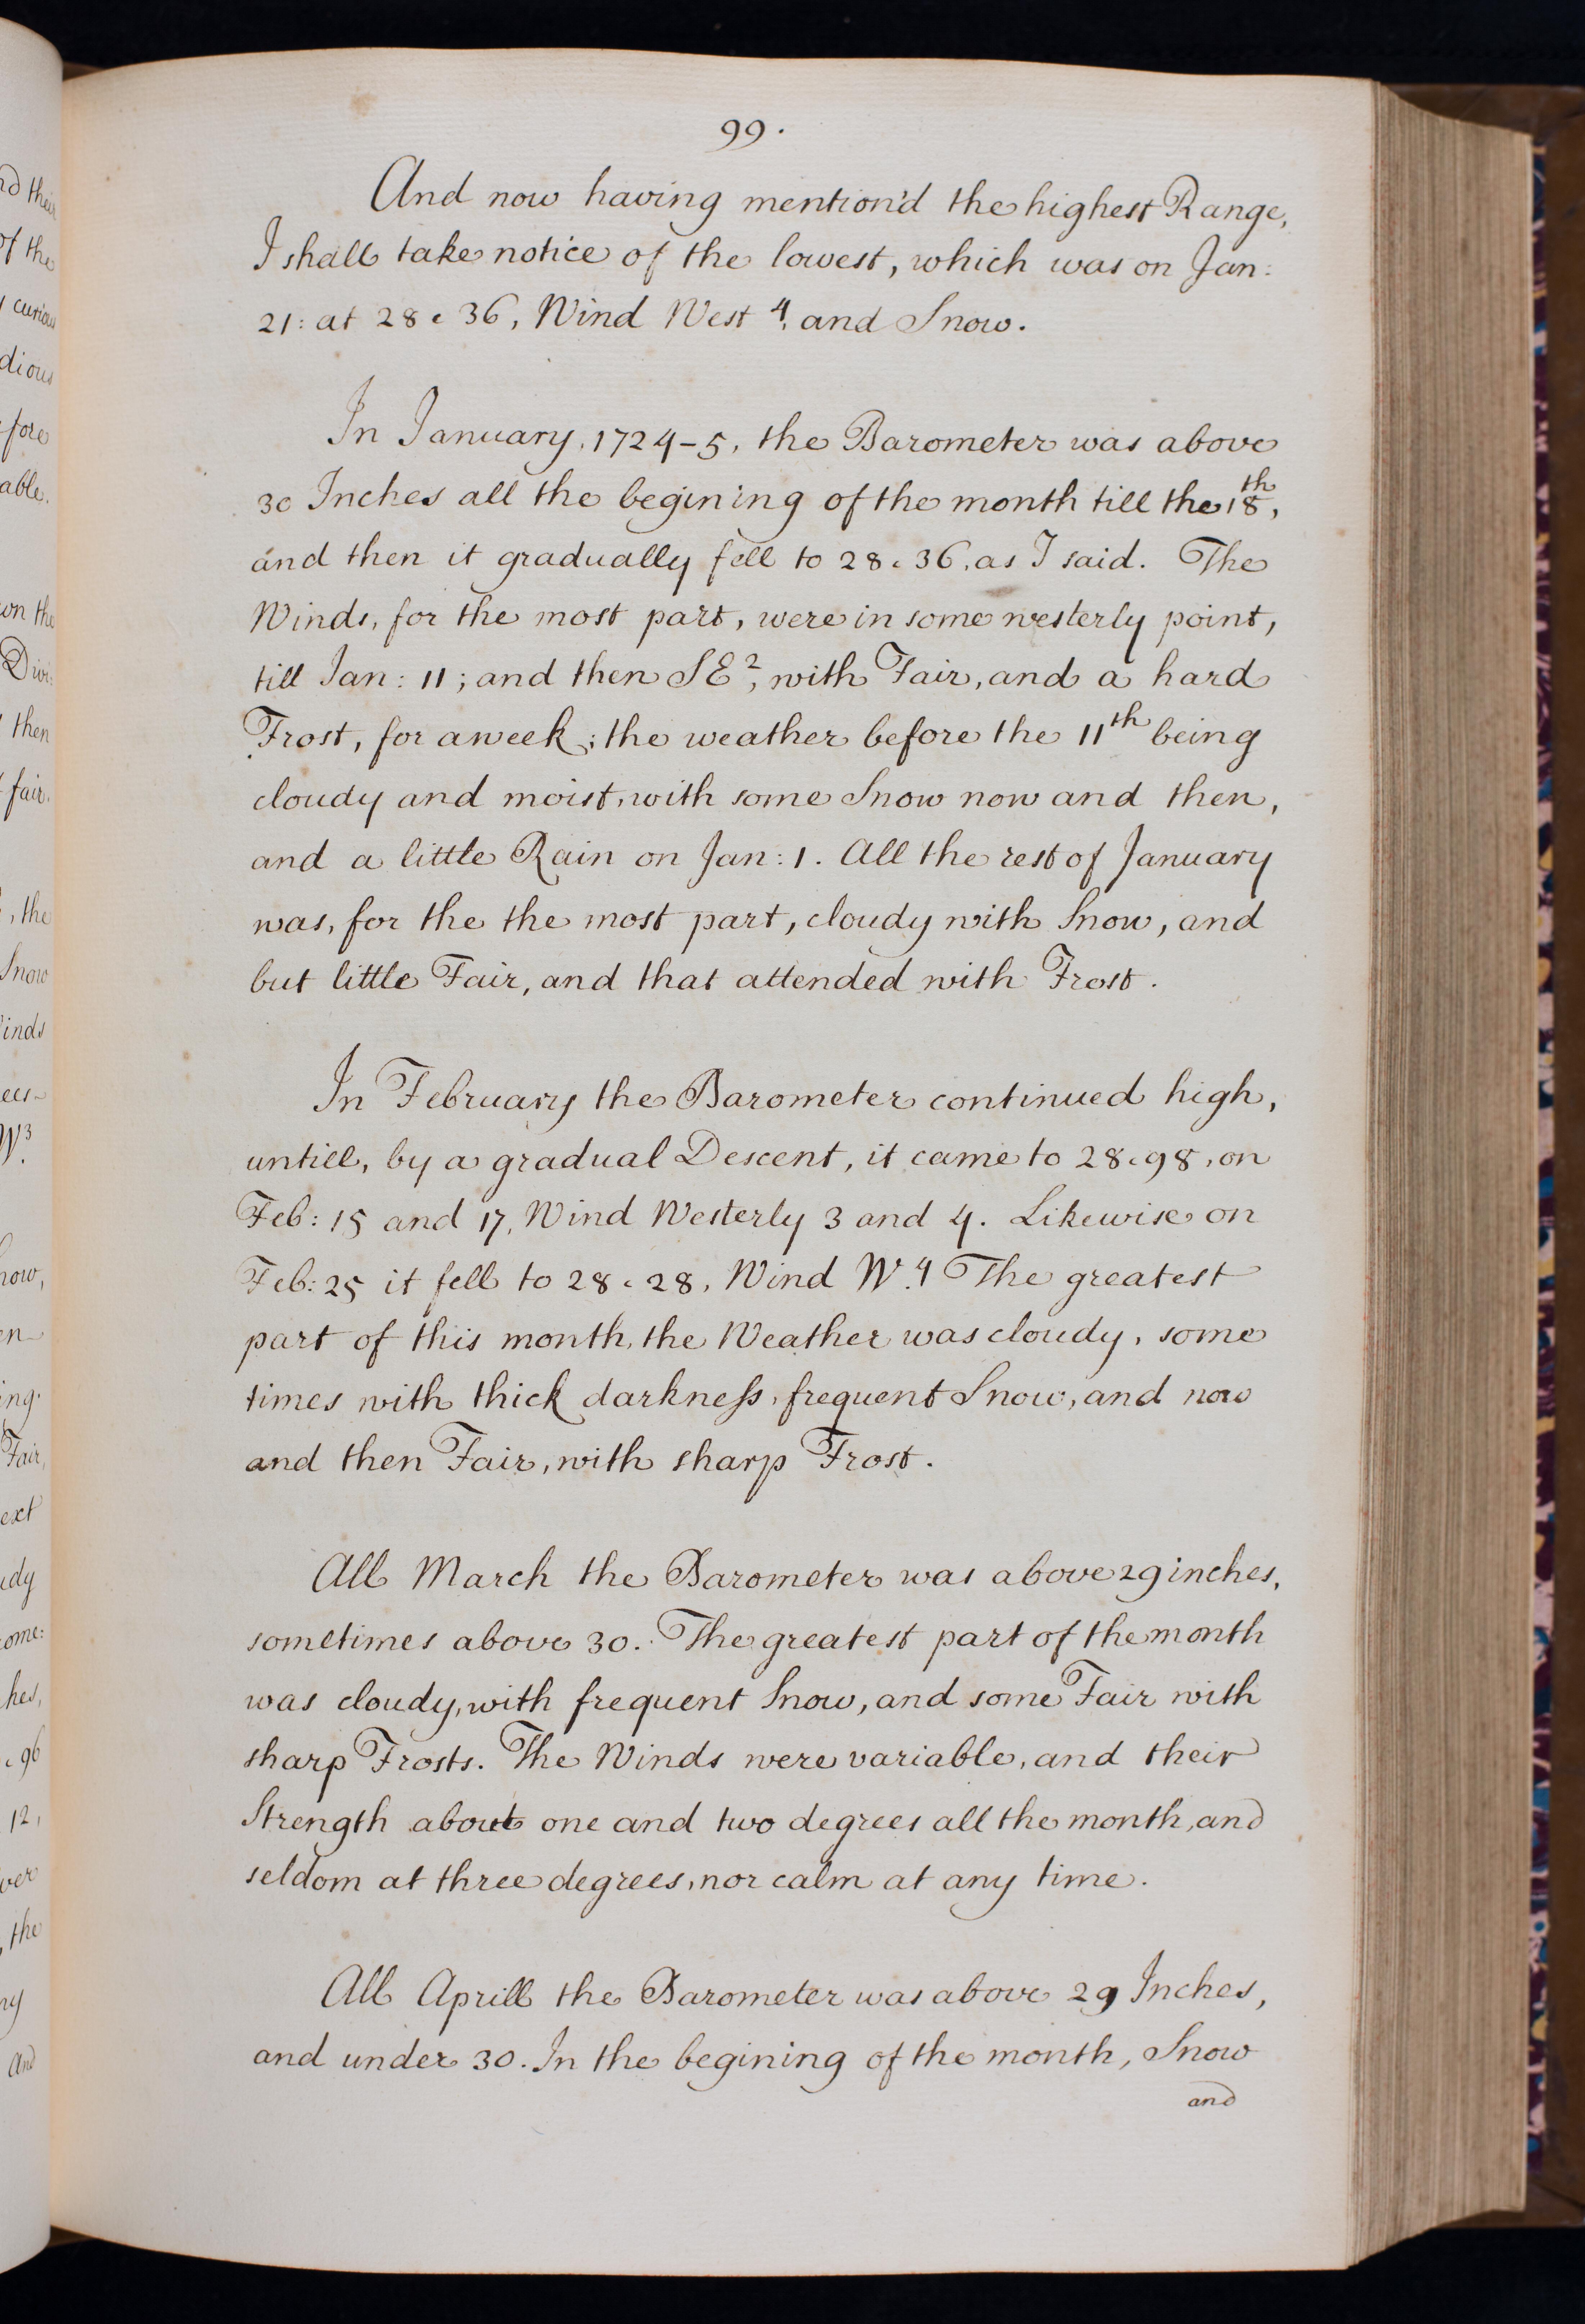 99.
And now having mention'd the highest Range,
I shall take notice of the lowest, which was on Jan:
21: at 28 c 36, Wind West 4, and Snow.
In January, 1724-5, the Barometer was above
30 Inches all the begining of the month till the 18th,
and then it gradually fell to 28 c 36, as I said. The
Winds, for the most part, were in some westerly point,
till Jan: 11; and then SE 2, with Fair, and a hard
Frost, for a week; the weather before the 11th being
cloudy and moist, with some Snow now and then,
and a little Rain on Jan: 1. All the rest of January
was, for the the most part, cloudy with Snow, and
but little Fair, and that attended with Frost.
In February the Barometer continued high,
untill, by a gradual Descent, it came to 28 c 98, on
Feb: 15 and 17, Wind Westerly 3 and 4. Likewise on
Feb: 25 it fell to 28 c 28, Wind W. 4 The greatest
part of this month, the Weather was cloudy, some
times with thick darkneſs, frequent Snow, and now
and then Fair, with sharp Frost.
All March the Barometer was above 29 inches,
sometimes above 30. The greatest part of the month
was cloudy, with frequent Snow, and some Fair with
sharp Frosts. The Winds were variable, and their
Strength about one and two degrees all the month, and
seldom at three degrees, nor calm at any time.
All Aprill the Barometer was above 29 Inches,
and under 30. In the begining of the month, Snow
and